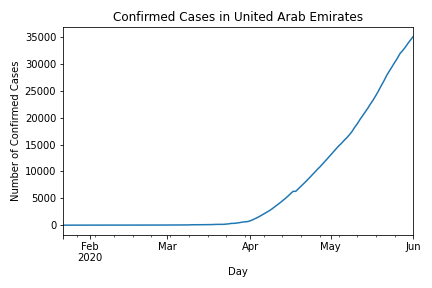 Confirmed Cases in United Arab Emirates
Number of Confirmed Cases
35000
30000
25000
20000
15000
10000
5000
0
Feb Mar Apr May Jun
2020
Day